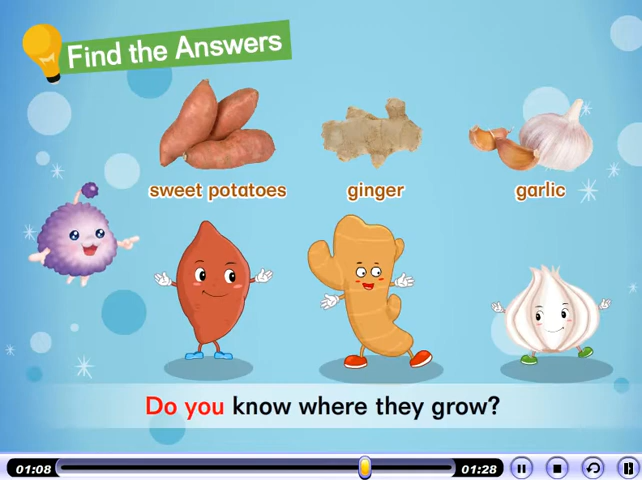 Find the Answers
sweet potatoes
ginger
garlic
Do you know where they grow?
01:08
01:28